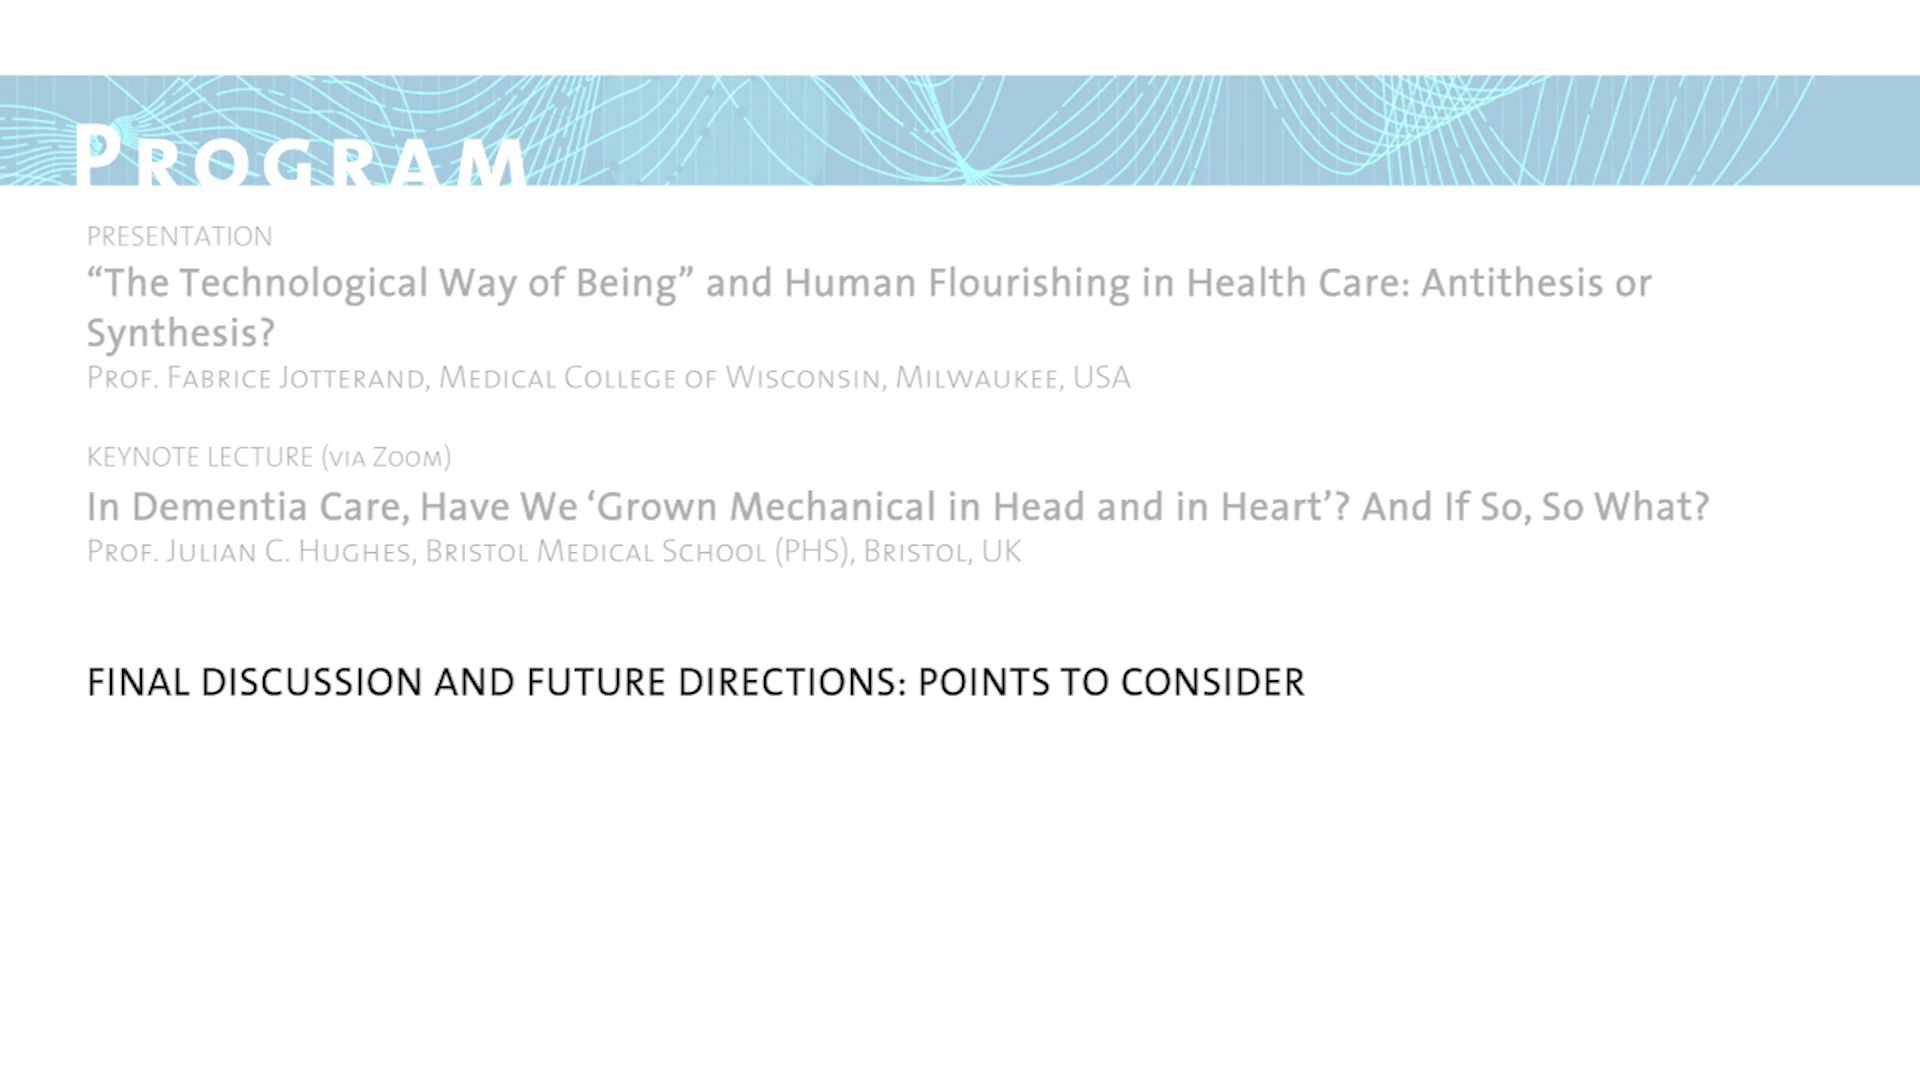 PROGRAM
PRESENTATION
“The Technological Way of Being” and Human Flourishing in Health Care: Antithesis or
Synthesis?
Prof. Fabrice Jotterand, Medical College of Wisconsin, Milwaukee, USA
KEYNOTE LECTURE (via Zoom)
In Dementia Care, Have We ‘Grown Mechanical in Head and in Heart’? And If So, So What?
Prof. Julian C. Hughes, Bristol Medical School (PHS), Bristol, UK
FINAL DISCUSSION AND FUTURE DIRECTIONS: POINTS TO CONSIDER